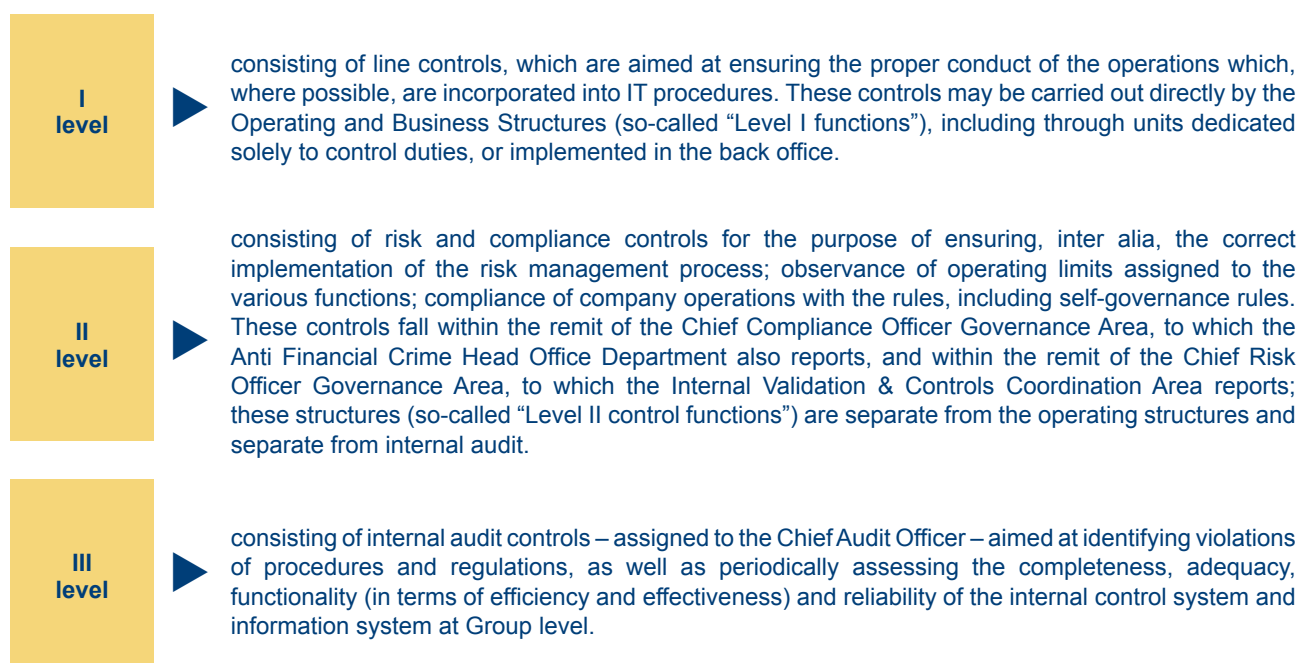 I
level
consisting of line controls, which are aimed at ensuring the proper conduct of the operations which,
where possible, are incorporated into IT procedures. These controls may be carried out directly by the
Operating and Business Structures (so-called “Level I functions”), including through units dedicated
solely to control duties, or implemented in the back office.
II
level
consisting of risk and compliance controls for the purpose of ensuring, inter alia, the correct
implementation of the risk management process; observance of operating limits assigned to the
various functions; compliance of company operations with the rules, including self-governance rules.
These controls fall within the remit of the Chief Compliance Officer Governance Area, to which the
Anti Financial Crime Head Office Department also reports, and within the remit of the Chief Risk
Officer Governance Area, to which the Internal Validation & Controls Coordination Area reports;
these structures (so-called “Level II control functions”) are separate from the operating structures and
separate from internal audit.
III
level
consisting of internal audit controls – assigned to the Chief Audit Officer – aimed at identifying violations
of procedures and regulations, as well as periodically assessing the completeness, adequacy,
functionality (in terms of efficiency and effectiveness) and reliability of the internal control system and
information system at Group level.